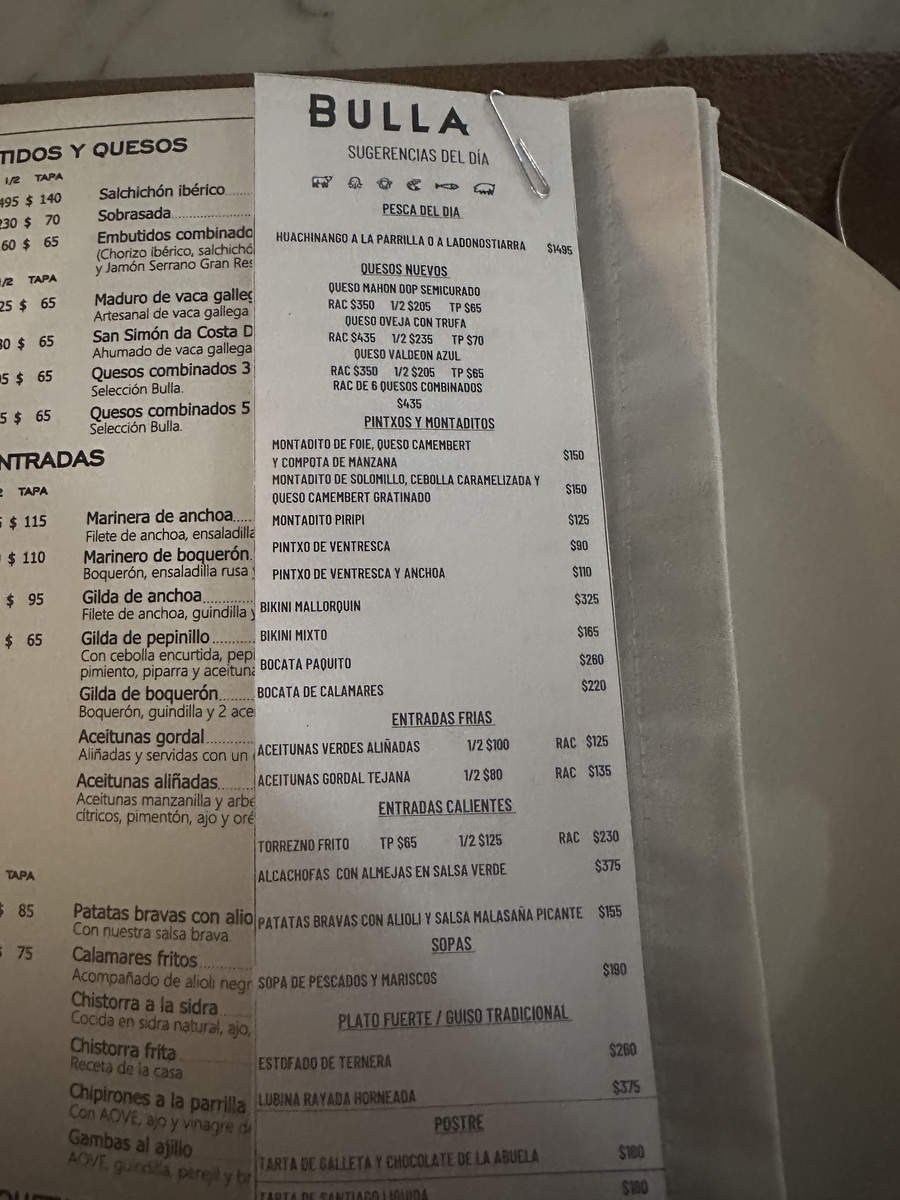 TIDOS Y QUESOS
1/2 TAPA
495 $ 140
230 $ 70
60 $ 65
1/2 TAPA
25 $ 65
30 $ 65
5 $ 65
5 $ 65
NTRADAS
TAPA
$ 115
$ 110
$ 95
$ 65
TAPA
$ 85
75
Salchichón ibérico
Sobrasada
Embutidos combinado
(Chorizo ibérico, salchichó
y Jamón Serrano Gran Res
Maduro de vaca galleg
Artesanal de vaca gallega
San Simón da Costa D
Ahumado de vaca gallega
Quesos combinados 3
Selección Bulla.
Quesos combinados 5
Selección Bulla.
Marinera de anchoa
Filete de anchoa, ensaladilla
Marinero de boquerón
Boquerón, ensaladilla rusa
Gilda de anchoa
Filete de anchoa, guindilla y
Gilda de pepinillo
Con cebolla encurtida, pep
pimiento, piparra y aceituna
Gilda de boquerón
Boquerón, guindilla y 2 ace
Aceitunas gordal
Aliñadas y servidas con un
Aceitunas aliñadas
Aceitunas manzanilla y arbe
cítricos, pimentón, ajo y oré
Patatas bravas con alio
Con nuestra salsa brava.
Calamares fritos
Acompañado de alioli negr
Chistorra a la sidra
Cocida en sidra natural, ajo,
Chistorra frita
Receta de la casa
Chipirones a la parrilla
Con AOVE, ajo y vinagre de
Gambas al ajillo
AOVE, guindilla, perejil y br
BULLA
SUGERENCIAS DEL DÍA
PESCA DEL DIA
HUACHINANGO A LA PARRILLA O A LADONOSTIARRA $1495
QUESOS NUEVOS
QUESO MAHON DOP SEMICURADO
RAC $350 1/2 $205 TP $65
QUESO OVEJA CON TRUFA
RAC $435 1/2 $235 TP $70
QUESO VALDEON AZUL
RAC $350 1/2 $205 TP $65
RAC DE 6 QUESOS COMBINADOS
$435
PINTXOS Y MONTADITOS
MONTADITO DE FOIE, QUESO CAMEMBERT
Y COMPOTA DE MANZANA $150
MONTADITO DE SOLOMILLO, CEBOLLA CARAMELIZADA Y
QUESO CAMEMBERT GRATINADO $150
MONTADITO PIRIPI $125
PINTXO DE VENTRESCA $90
PINTXO DE VENTRESCA Y ANCHOA $110
BIKINI MALLORQUIN $325
BIKINI MIXTO $165
BOCATA PAQUITO $260
BOCATA DE CALAMARES $220
ENTRADAS FRIAS
ACEITUNAS VERDES ALIÑADAS 1/2 $100 RAC $125
ACEITUNAS GORDAL TEJANA 1/2 $80 RAC $135
ENTRADAS CALIENTES
TORREZNO FRITO TP $65 1/2 $125 RAC $230
ALCACHOFAS CON ALMEJAS EN SALSA VERDE $375
PATATAS BRAVAS CON ALIOLI Y SALSA MALASAÑA PICANTE $155
SOPAS
SOPA DE PESCADOS Y MARISCOS $190
PLATO FUERTE / GUISO TRADICIONAL
ESTOFADO DE TERNERA $260
LUBINA RAYADA HORNEADA $375
POSTRE
TARTA DE GALLETA Y CHOCOLATE DE LA ABUELA $180
TARTA DE SANTIAGO LIQUIDA $180